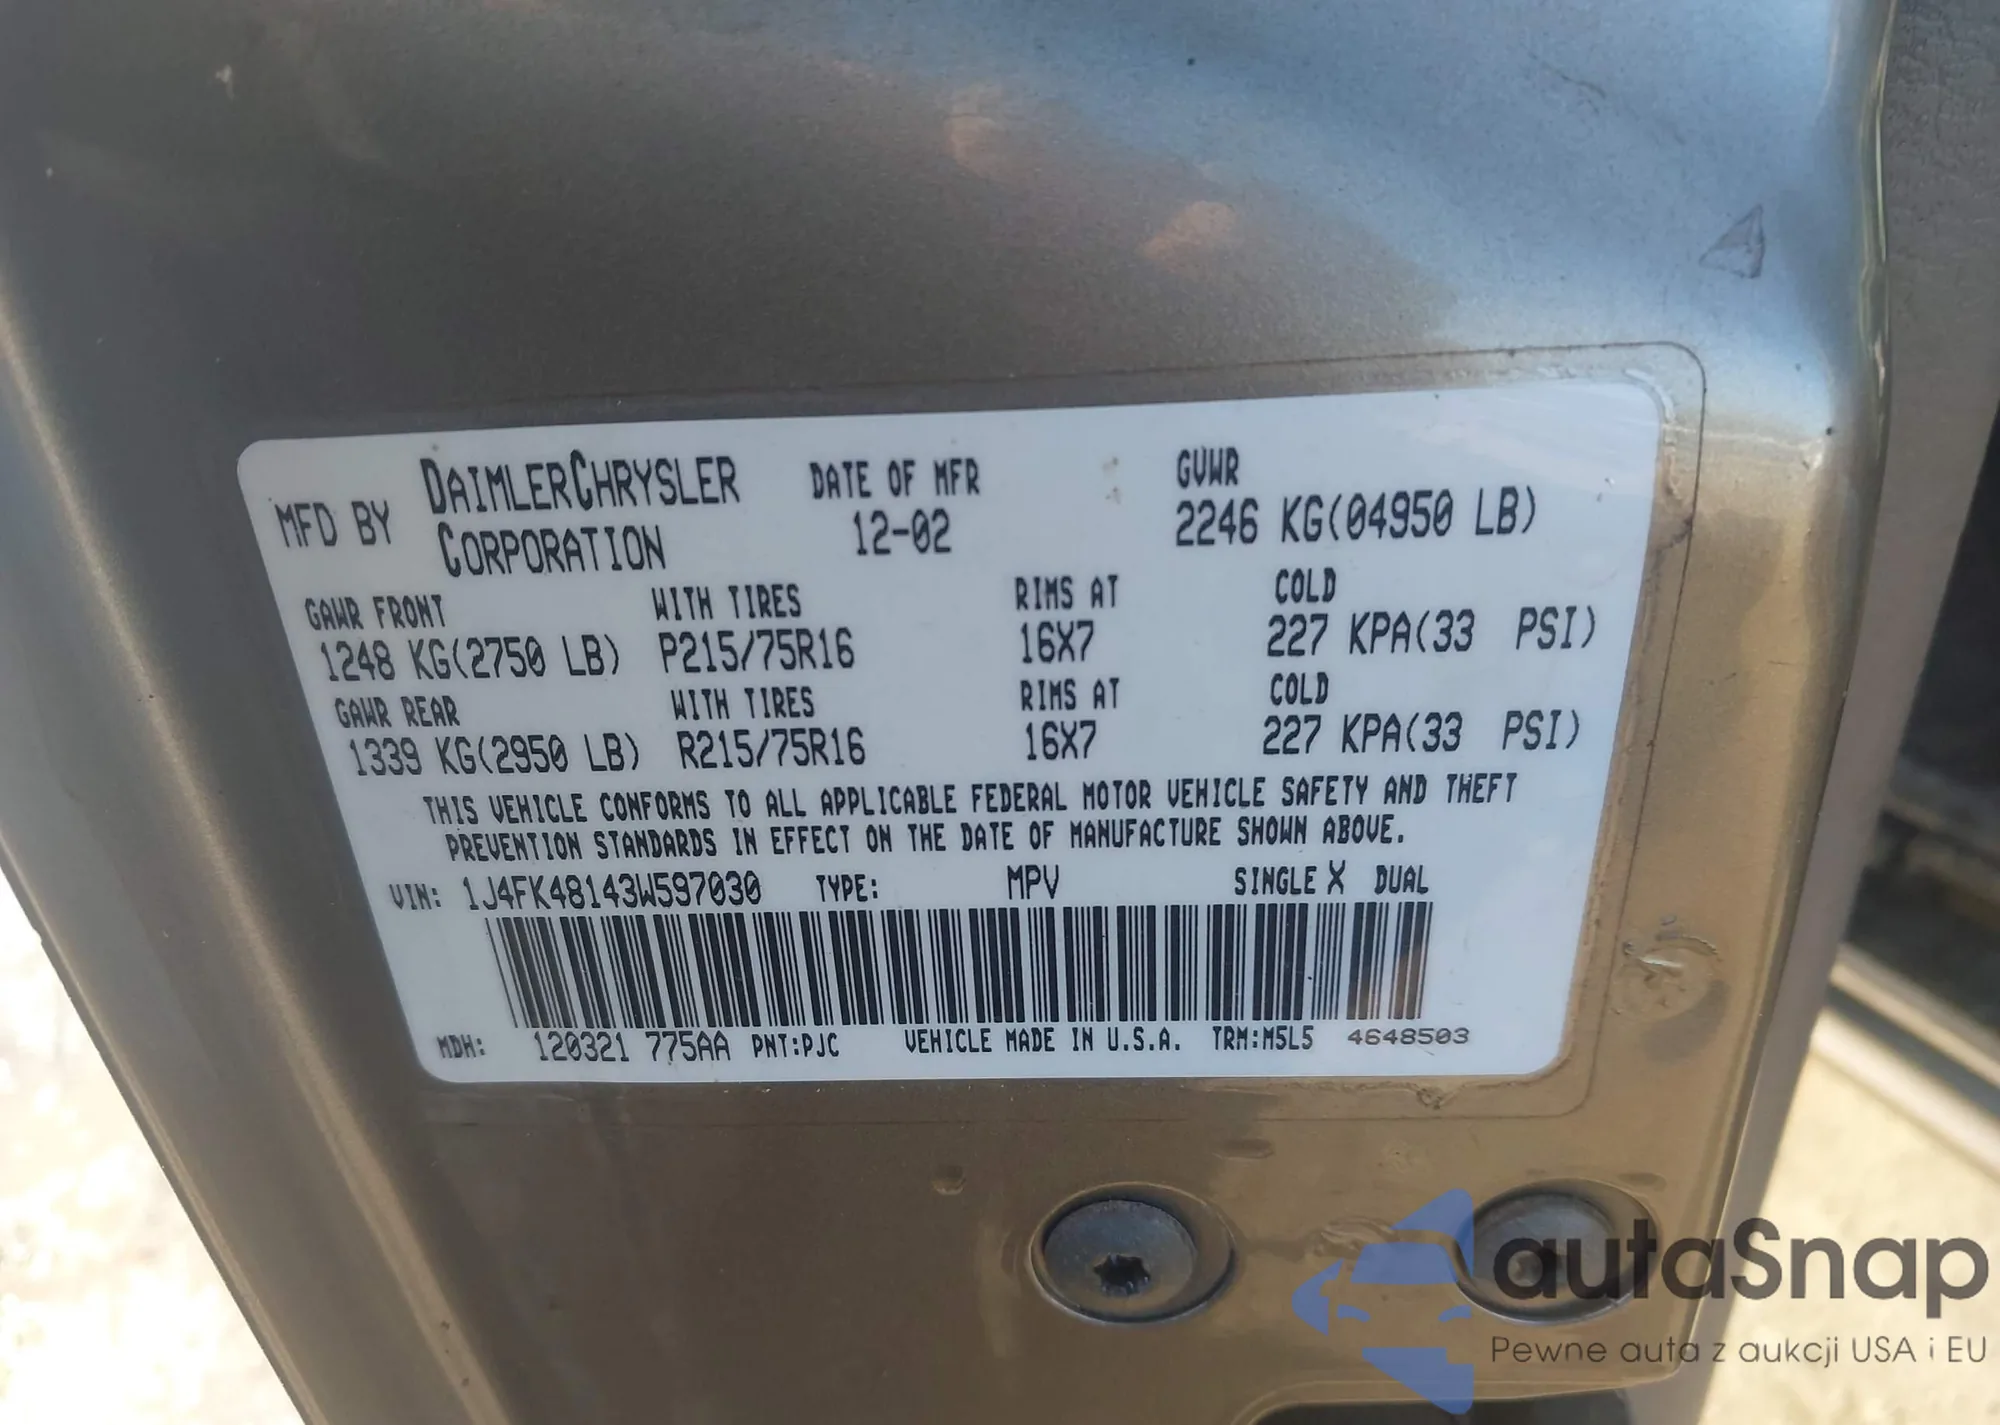 MFD BY DAIMLERCHRYSLER CORPORATION DATE OF MFR 12-02 GVWR 2246 KG(04950 LB)
GAWR FRONT WITH TIRES RIMS AT COLD
1248 KG(2750 LB) P215/75R16 16X7 227 KPA(33 PSI)
GAWR REAR WITH TIRES RIMS AT COLD
1339 KG(2950 LB) R215/75R16 16X7 227 KPA(33 PSI)
THIS VEHICLE CONFORMS TO ALL APPLICABLE FEDERAL MOTOR VEHICLE SAFETY AND THEFT
PREVENTION STANDARDS IN EFFECT ON THE DATE OF MANUFACTURE SHOWN ABOVE.
VIN: 1J4FK48143W597030 TYPE: MPV SINGLE X DUAL
MDH: 120321 775AA PNT:PJC VEHICLE MADE IN U.S.A. TRM:M5L5 4648503
autaSnap
Pewne auta z aukcji USA i EU